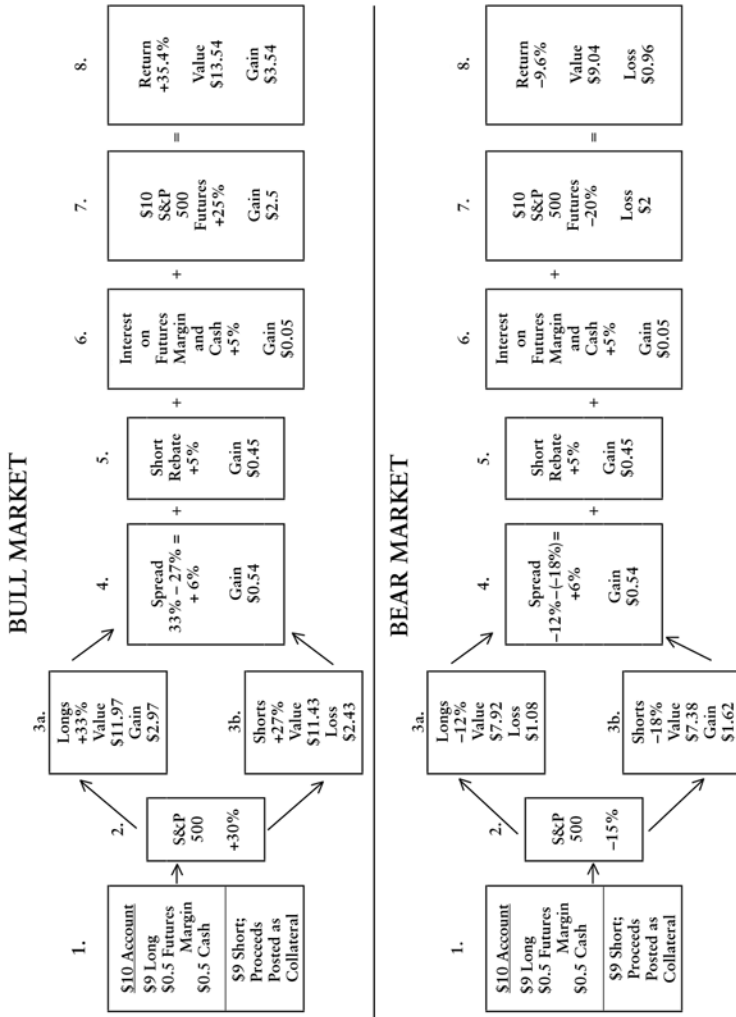 BULL MARKET
1.
$10 Account
$9 Long
$0.5 Futures
Margin
$0.5 Cash
$9 Short;
Proceeds
Posted as
Collateral
2.
S&P
500
+30%
3a.
Longs
+33%
Value
$11.97
Gain
$2.97
3b.
Shorts
+27%
Value
$11.43
Loss
$2.43
4.
Spread
33% – 27% =
+ 6%
Gain
$0.54
+
5.
Short
Rebate
+5%
Gain
$0.45
+
6.
Interest
on
Futures
Margin
and
Cash
+5%
Gain
$0.05
+
7.
$10
S&P
500
Futures
+25%
Gain
$2.5
=
8.
Return
+35.4%
Value
$13.54
Gain
$3.54
BEAR MARKET
1.
$10 Account
$9 Long
$0.5 Futures
Margin
$0.5 Cash
$9 Short;
Proceeds
Posted as
Collateral
2.
S&P
500
–15%
3a.
Longs
–12%
Value
$7.92
Loss
$1.08
3b.
Shorts
–18%
Value
$7.38
Gain
$1.62
4.
Spread
–12%–(–18%) =
+6%
Gain
$0.54
+
5.
Short
Rebate
+5%
Gain
$0.45
+
6.
Interest
on
Futures
Margin
and
Cash
+5%
Gain
$0.05
+
7.
$10
S&P
500
Futures
–20%
Loss
$2
=
8.
Return
–9.6%
Value
$9.04
Loss
$0.96